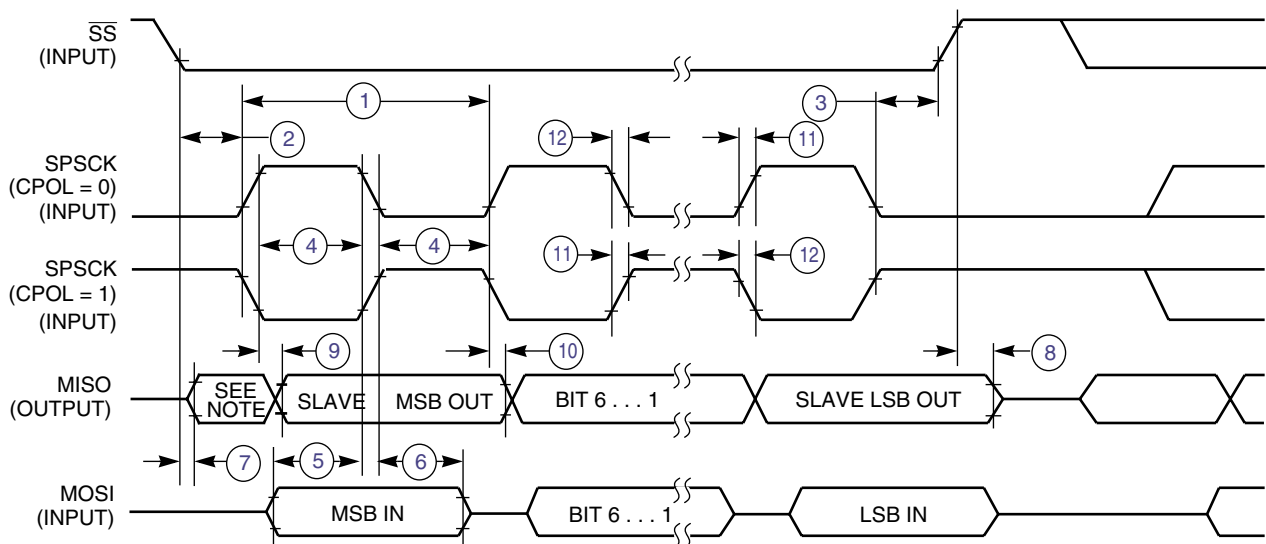 SS
(INPUT)
1
3
2
12
11
SPSCK
(CPOL = 0)
(INPUT)
4
4
11
12
SPSCK
(CPOL = 1)
(INPUT)
9
10
8
MISO
(OUTPUT)
SEE
NOTE
SLAVE
MSB OUT
BIT 6 . . . 1
SLAVE LSB OUT
7
5
6
MOSI
(INPUT)
MSB IN
BIT 6 . . . 1
LSB IN